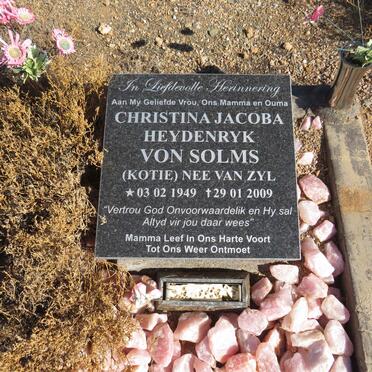 In Liefdevolle Herinnering
Aan My Geliefde Vrou, Ons Mamma en Ouma
CHRISTINA JACOBA
HEYDENRYK
VON SOLMS
(KOTIE) NEE VAN ZYL
★ 03 02 1949 † 29 01 2009
“Vertrou God Onvoorwaardelik en Hy sal
Altyd vir jou daar wees”
Mamma Leef In Ons Harte Voort
Tot Ons Weer Ontmoet